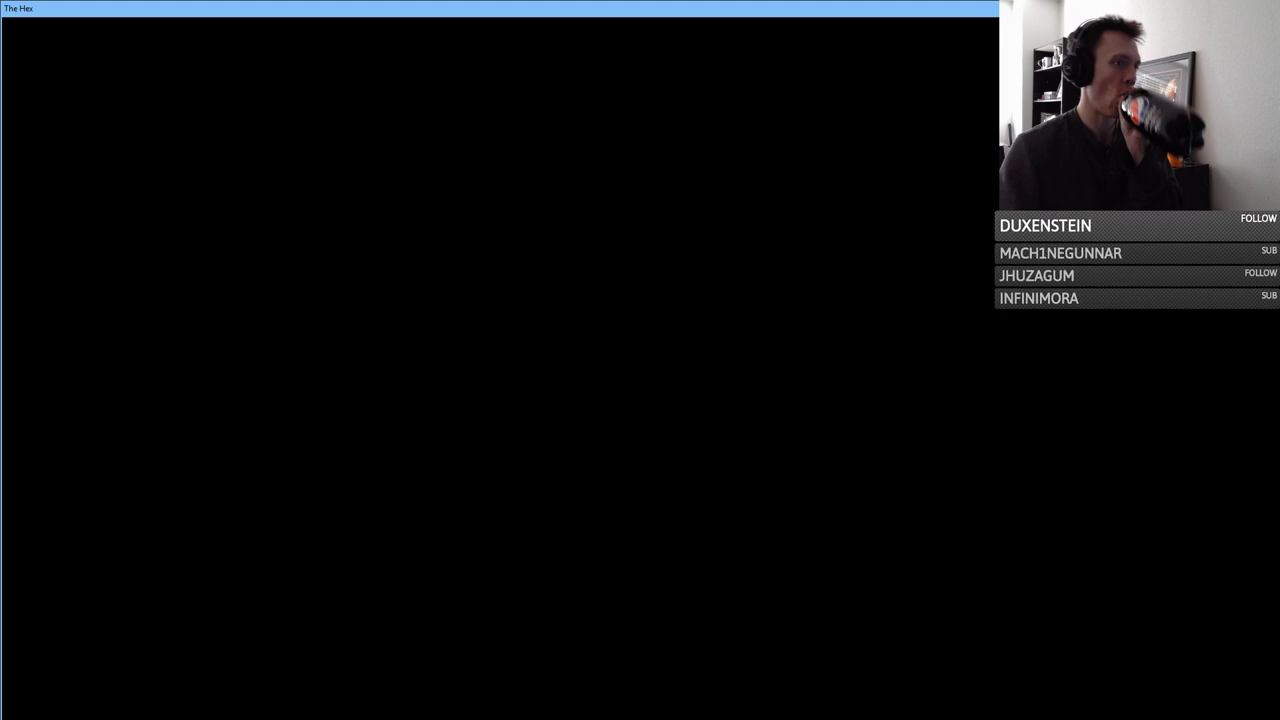 The Hex
DUXENSTEIN FOLLOW
MACH1NEGUNNAR SUB
JHUZAGUM FOLLOW
INFINIMORA SUB